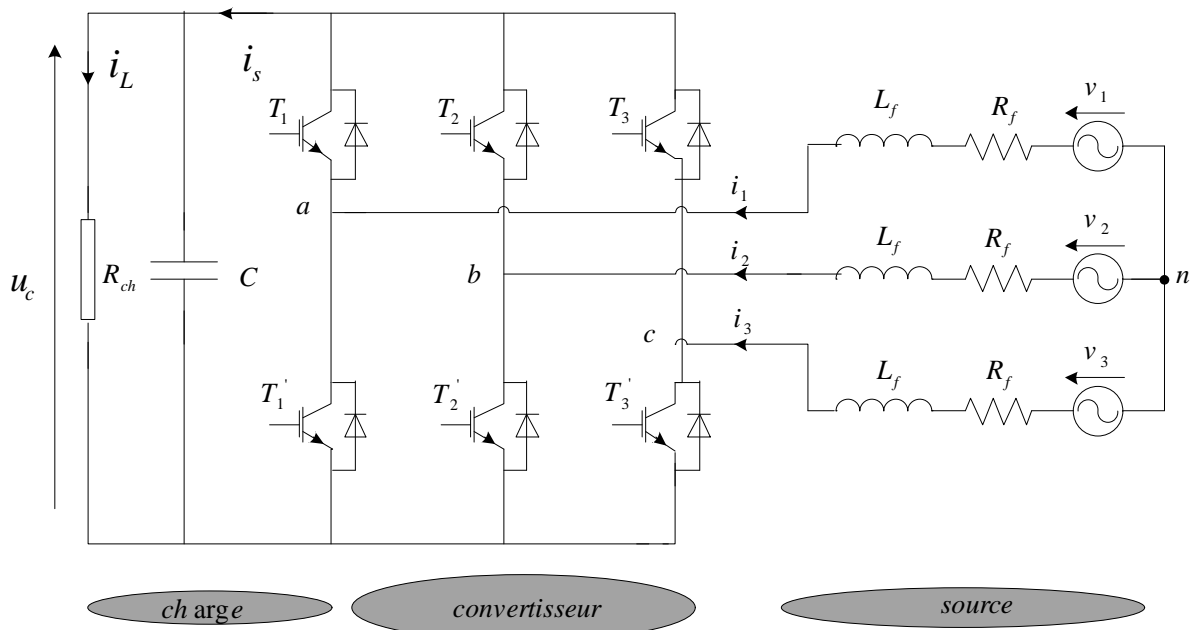 i_L
i_s
T_1
T_2
T_3
L_f
R_f
v_1
a
i_1
u_c
R_ch
C
b
i_2
L_f
R_f
v_2
n
c
i_3
T_1'
T_2'
T_3'
L_f
R_f
v_3
ch arge
convertisseur
source